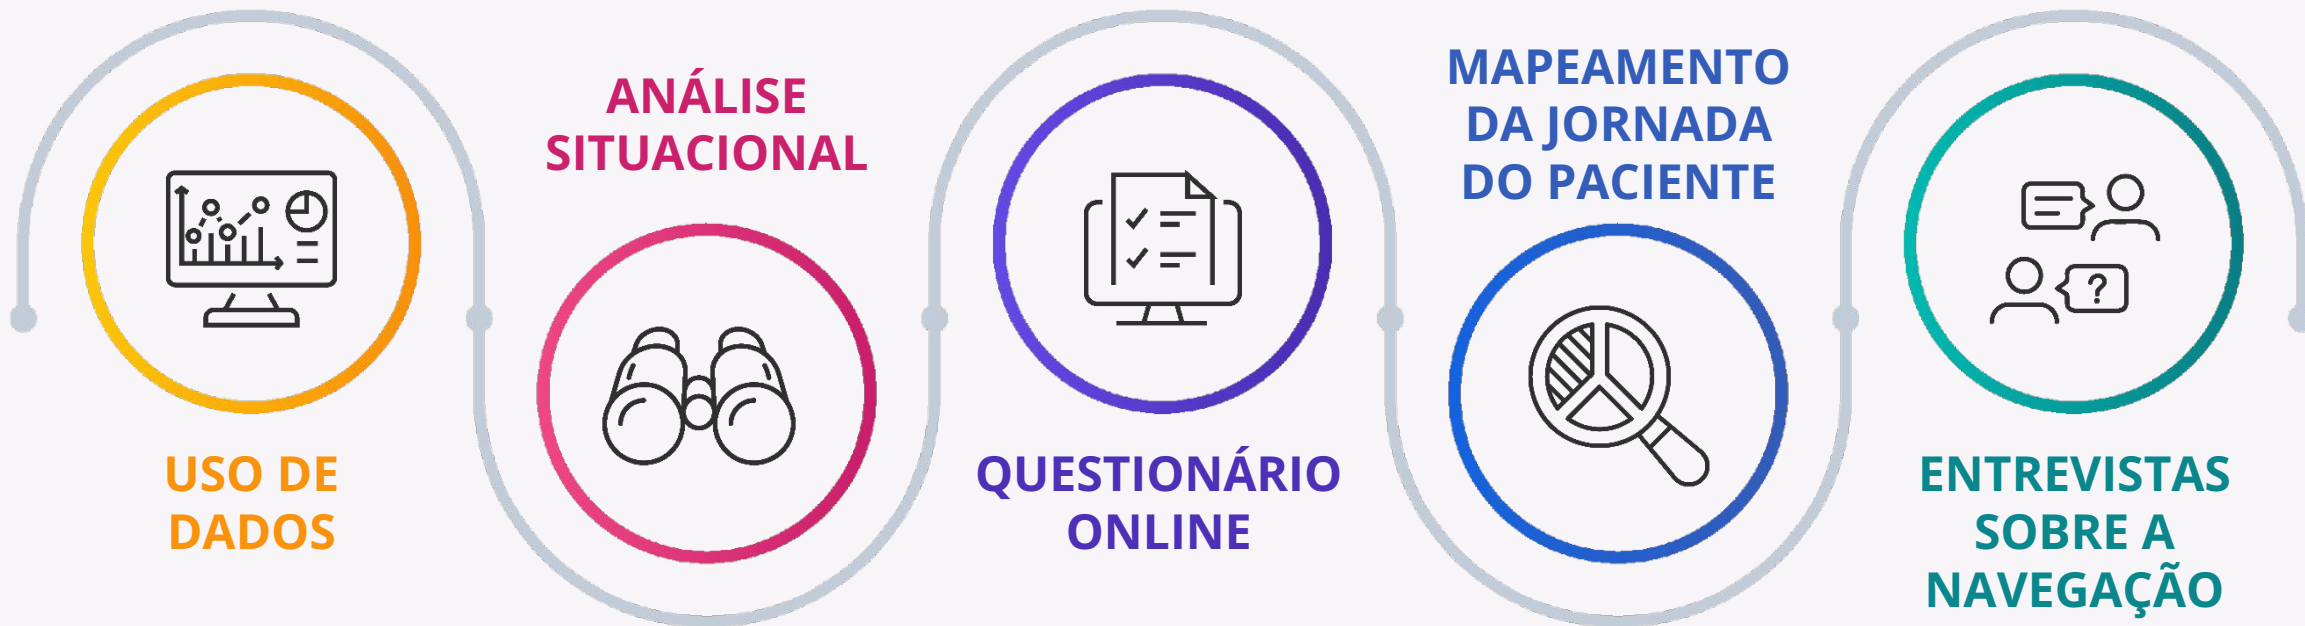 USO DE
DADOS
ANÁLISE
SITUACIONAL
QUESTIONÁRIO
ONLINE
MAPEAMENTO
DA JORNADA
DO PACIENTE
?
ENTREVISTAS
SOBRE A
NAVEGAÇÃO